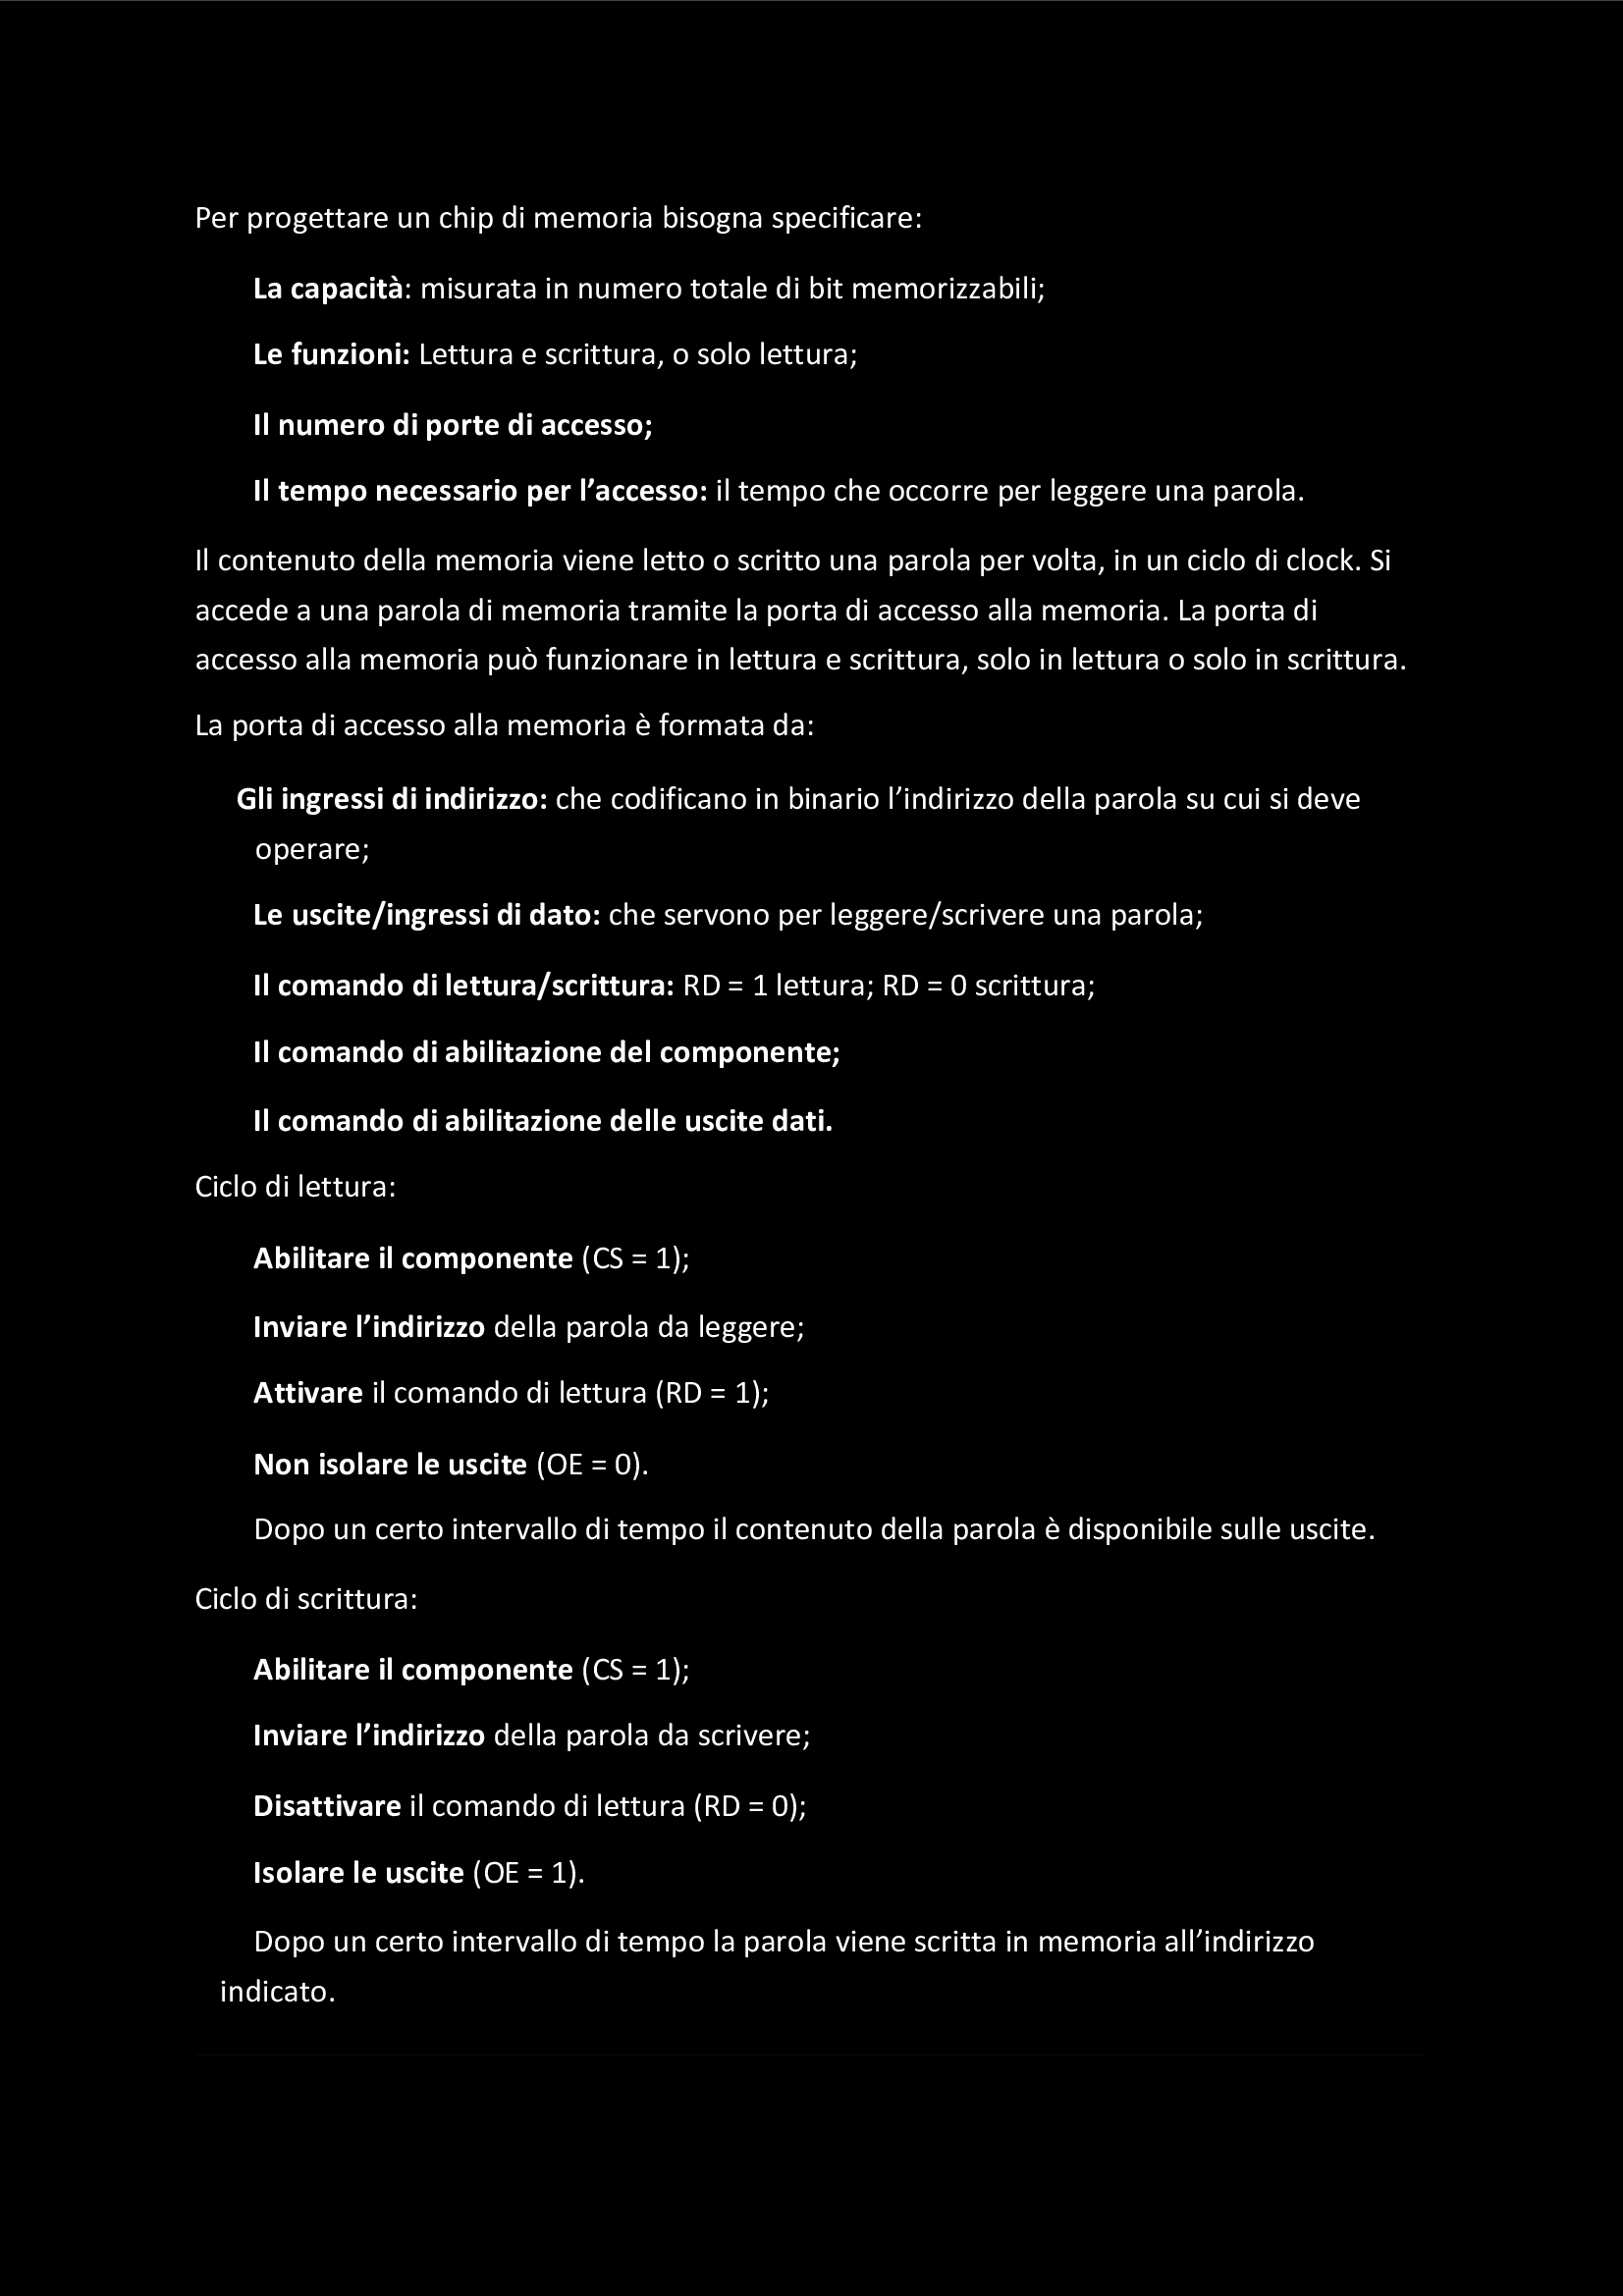 Per progettare un chip di memoria bisogna specificare:
La capacità: misurata in numero totale di bit memorizzabili;
Le funzioni: Lettura e scrittura, o solo lettura;
Il numero di porte di accesso;
Il tempo necessario per l’accesso: il tempo che occorre per leggere una parola.
Il contenuto della memoria viene letto o scritto una parola per volta, in un ciclo di clock. Si
accede a una parola di memoria tramite la porta di accesso alla memoria. La porta di
accesso alla memoria può funzionare in lettura e scrittura, solo in lettura o solo in scrittura.
La porta di accesso alla memoria è formata da:
Gli ingressi di indirizzo: che codificano in binario l’indirizzo della parola su cui si deve
operare;
Le uscite/ingressi di dato: che servono per leggere/scrivere una parola;
Il comando di lettura/scrittura: RD = 1 lettura; RD = 0 scrittura;
Il comando di abilitazione del componente;
Il comando di abilitazione delle uscite dati.
Ciclo di lettura:
Abilitare il componente (CS = 1);
Inviare l’indirizzo della parola da leggere;
Attivare il comando di lettura (RD = 1);
Non isolare le uscite (OE = 0).
Dopo un certo intervallo di tempo il contenuto della parola è disponibile sulle uscite.
Ciclo di scrittura:
Abilitare il componente (CS = 1);
Inviare l’indirizzo della parola da scrivere;
Disattivare il comando di lettura (RD = 0);
Isolare le uscite (OE = 1).
Dopo un certo intervallo di tempo la parola viene scritta in memoria all’indirizzo
indicato.